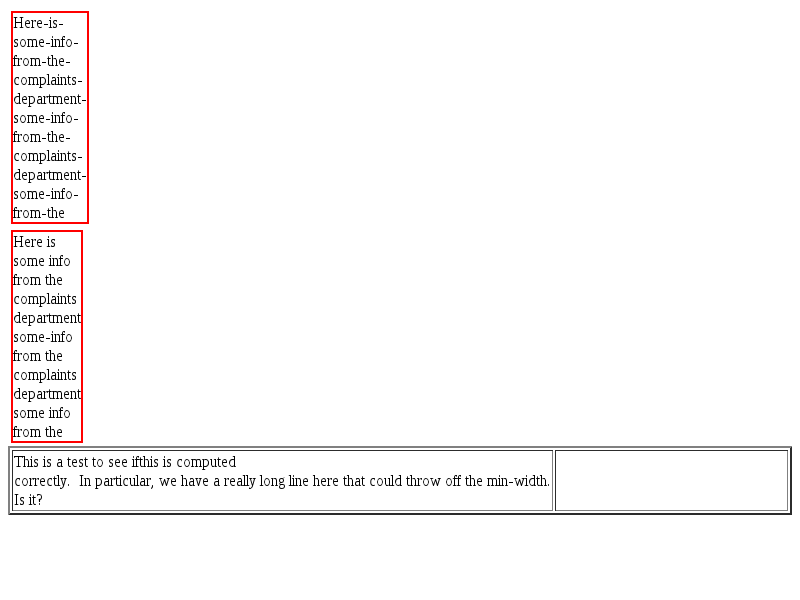 Here-is-
some-info-
from-the-
complaints-
department-
some-info-
from-the-
complaints-
department-
some-info-
from-the
Here is
some info
from the
complaints
department
some-info
from the
complaints
department
some info
from the
This is a test to see ifthis is computed
correctly.  In particular, we have a really long line here that could throw off the min-width.
Is it?